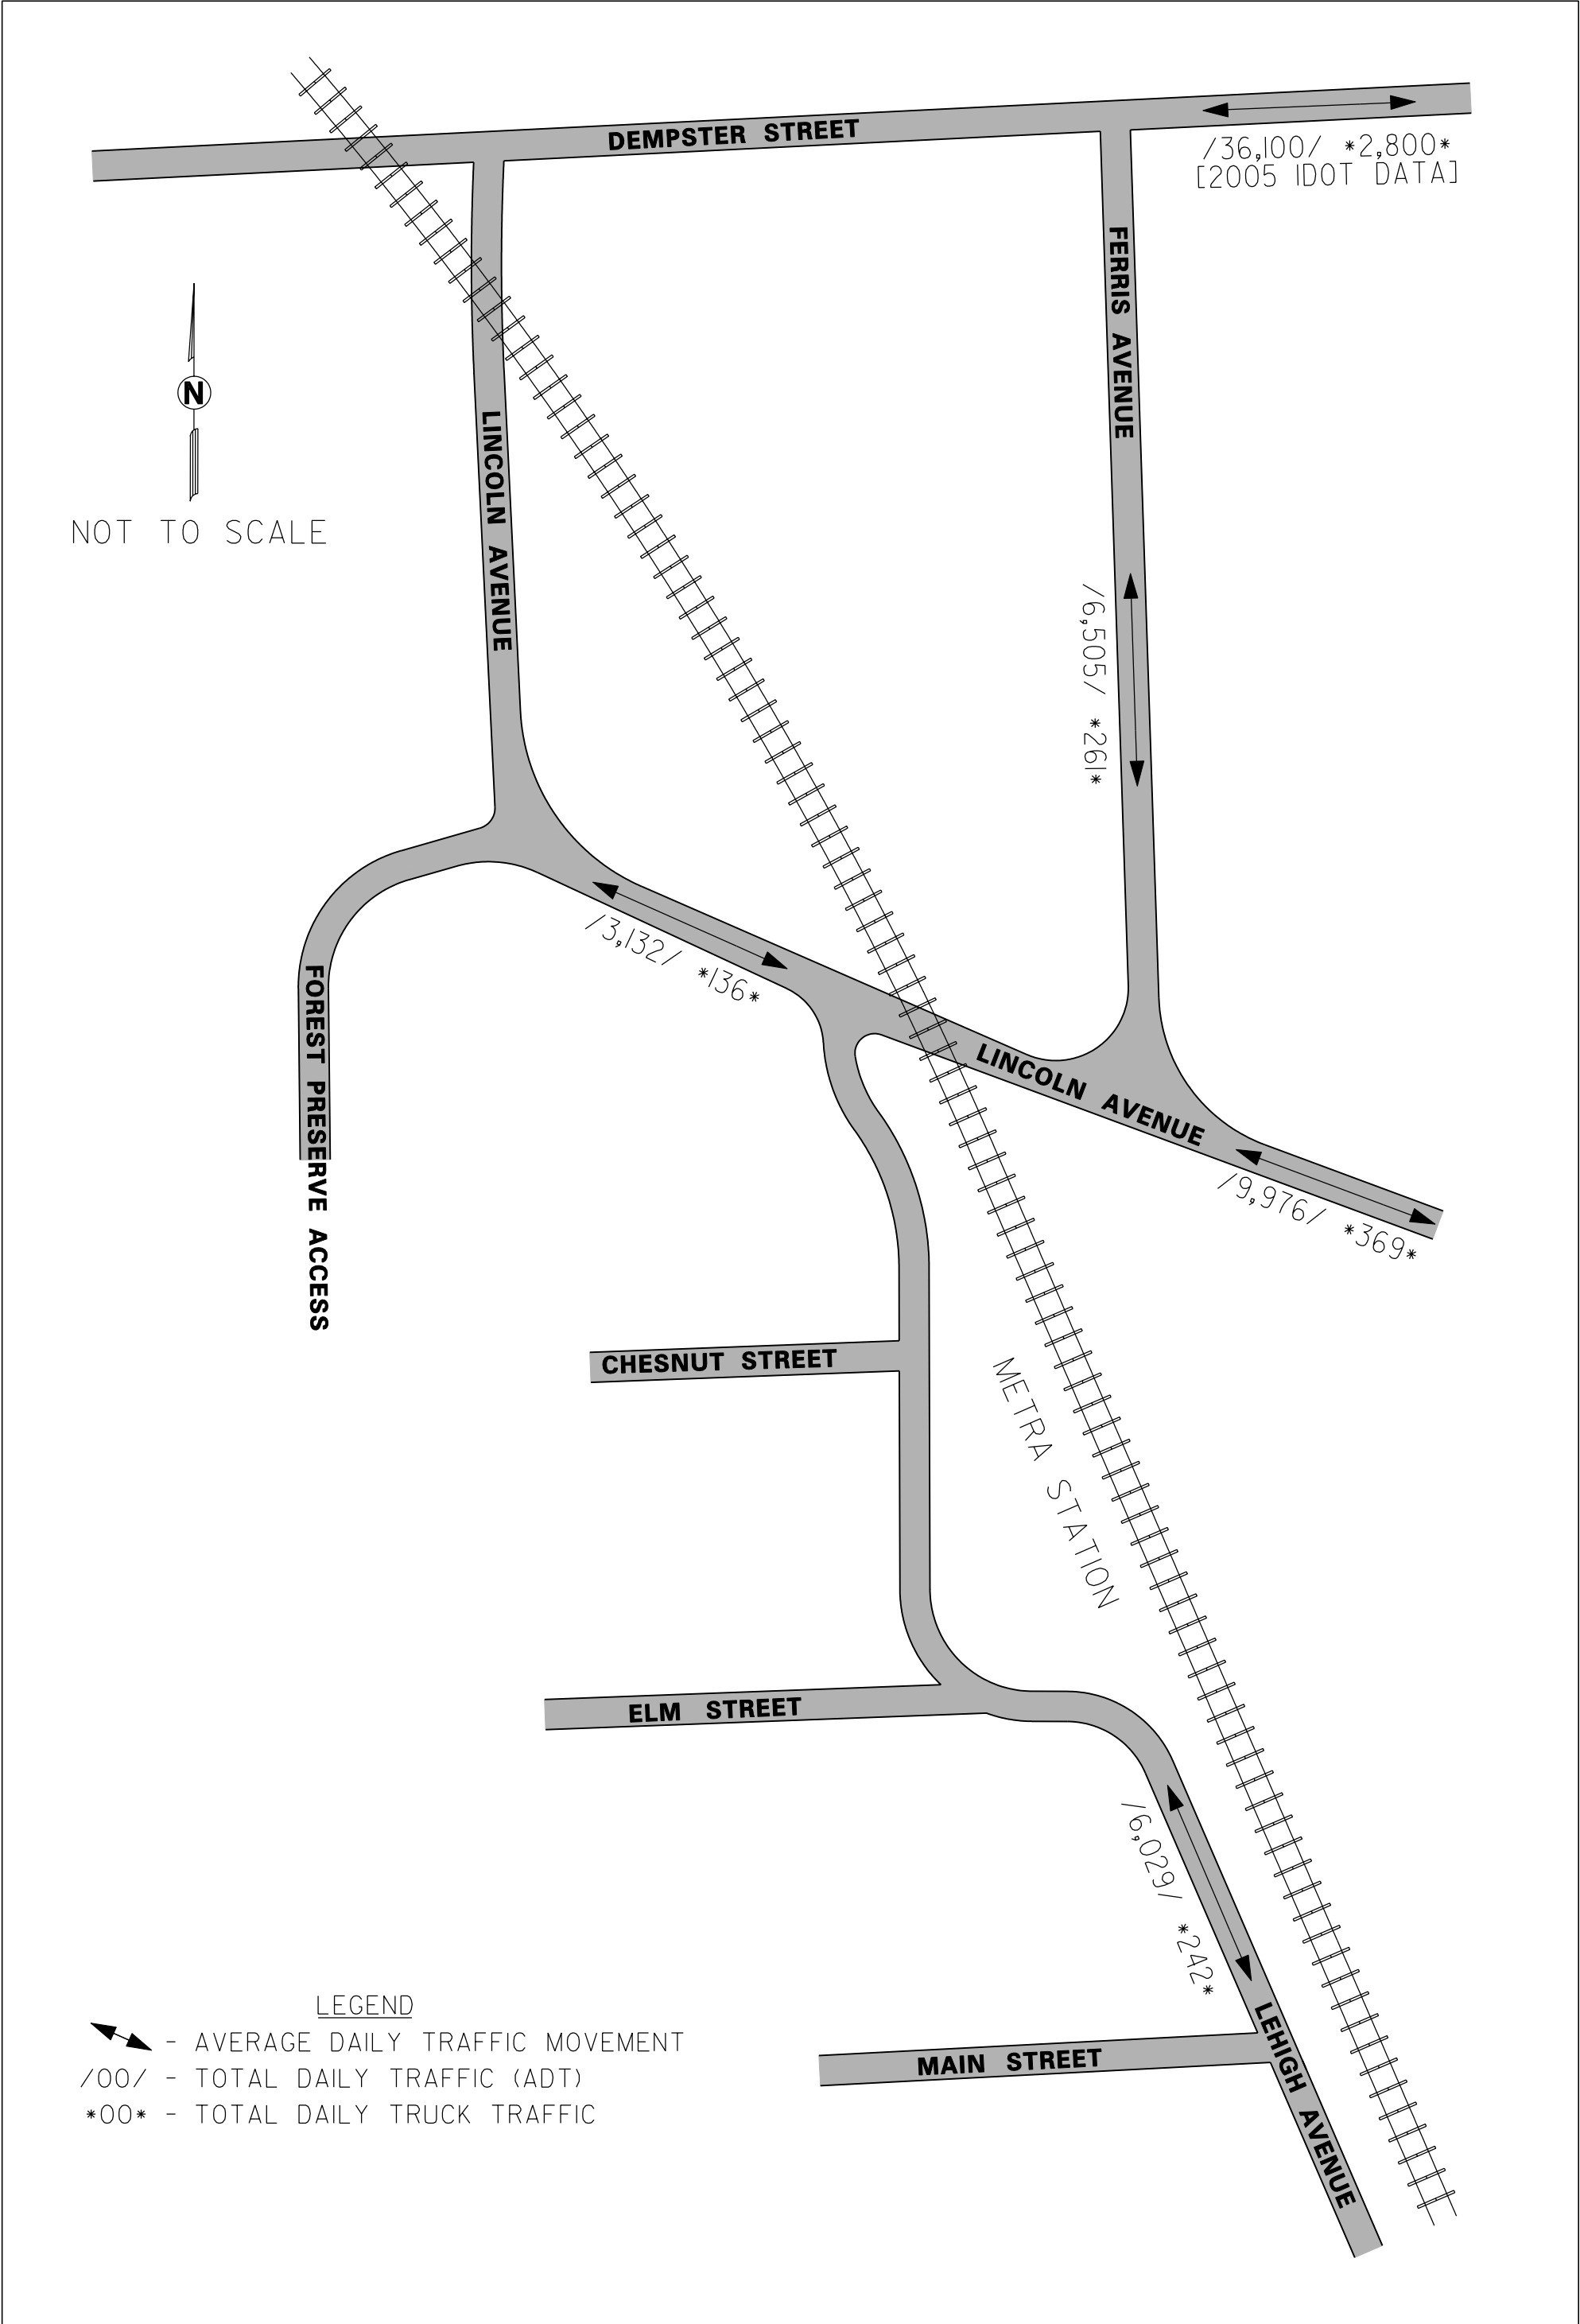 DEMPSTER STREET
/36,100/ *2,800*
[2005 IDOT DATA]
FERRIS AVENUE
N
NOT TO SCALE
LINCOLN AVENUE
/6,505/ *261*
/3,132/ *136*
FOREST PRESERVE ACCESS
LINCOLN AVENUE
/9,976/ *369*
CHESNUT STREET
METRA STATION
ELM STREET
/6,029/ *242*
LEHIGH AVENUE
MAIN STREET
LEGEND
- AVERAGE DAILY TRAFFIC MOVEMENT
/00/ - TOTAL DAILY TRAFFIC (ADT)
*00* - TOTAL DAILY TRUCK TRAFFIC